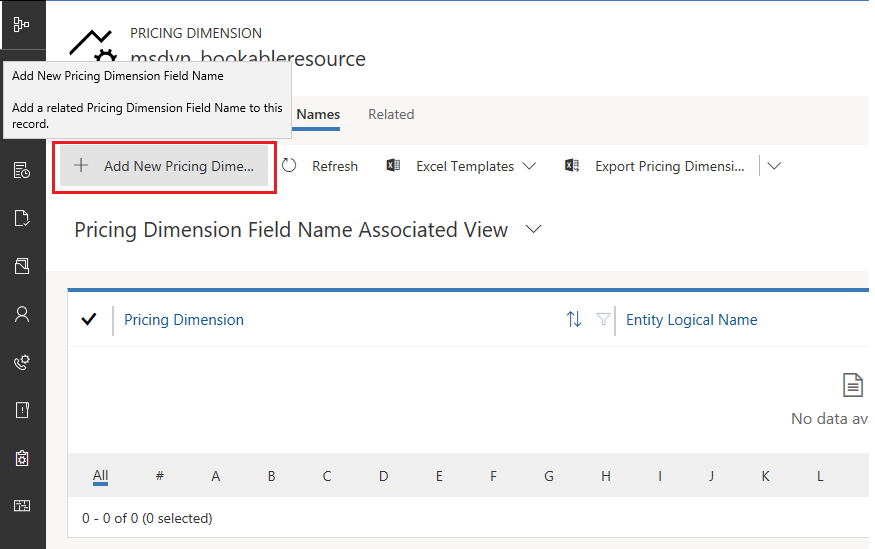 PRICING DIMENSION
msdyn_bookableresource
Add New Pricing Dimension Field Name
Add a related Pricing Dimension Field Name to this
record.
Names Related
Add New Pricing Dime... Refresh Excel Templates Export Pricing Dimensi...
Pricing Dimension Field Name Associated View
Pricing Dimension Entity Logical Name
No data ava
All # A B C D E F G H I J K L
0 - 0 of 0 (0 selected)